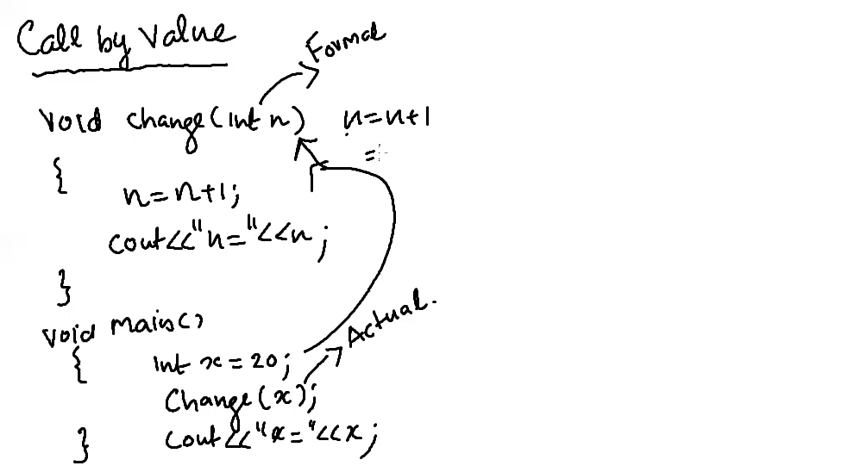 Call by Value
Formal
void change(int n)
n=n+1
=
{
n=n+1;
cout<<"n="<<n;
}
void main()
Actual.
{ int x=20;
Change(x);
} cout<<"x="<<x;